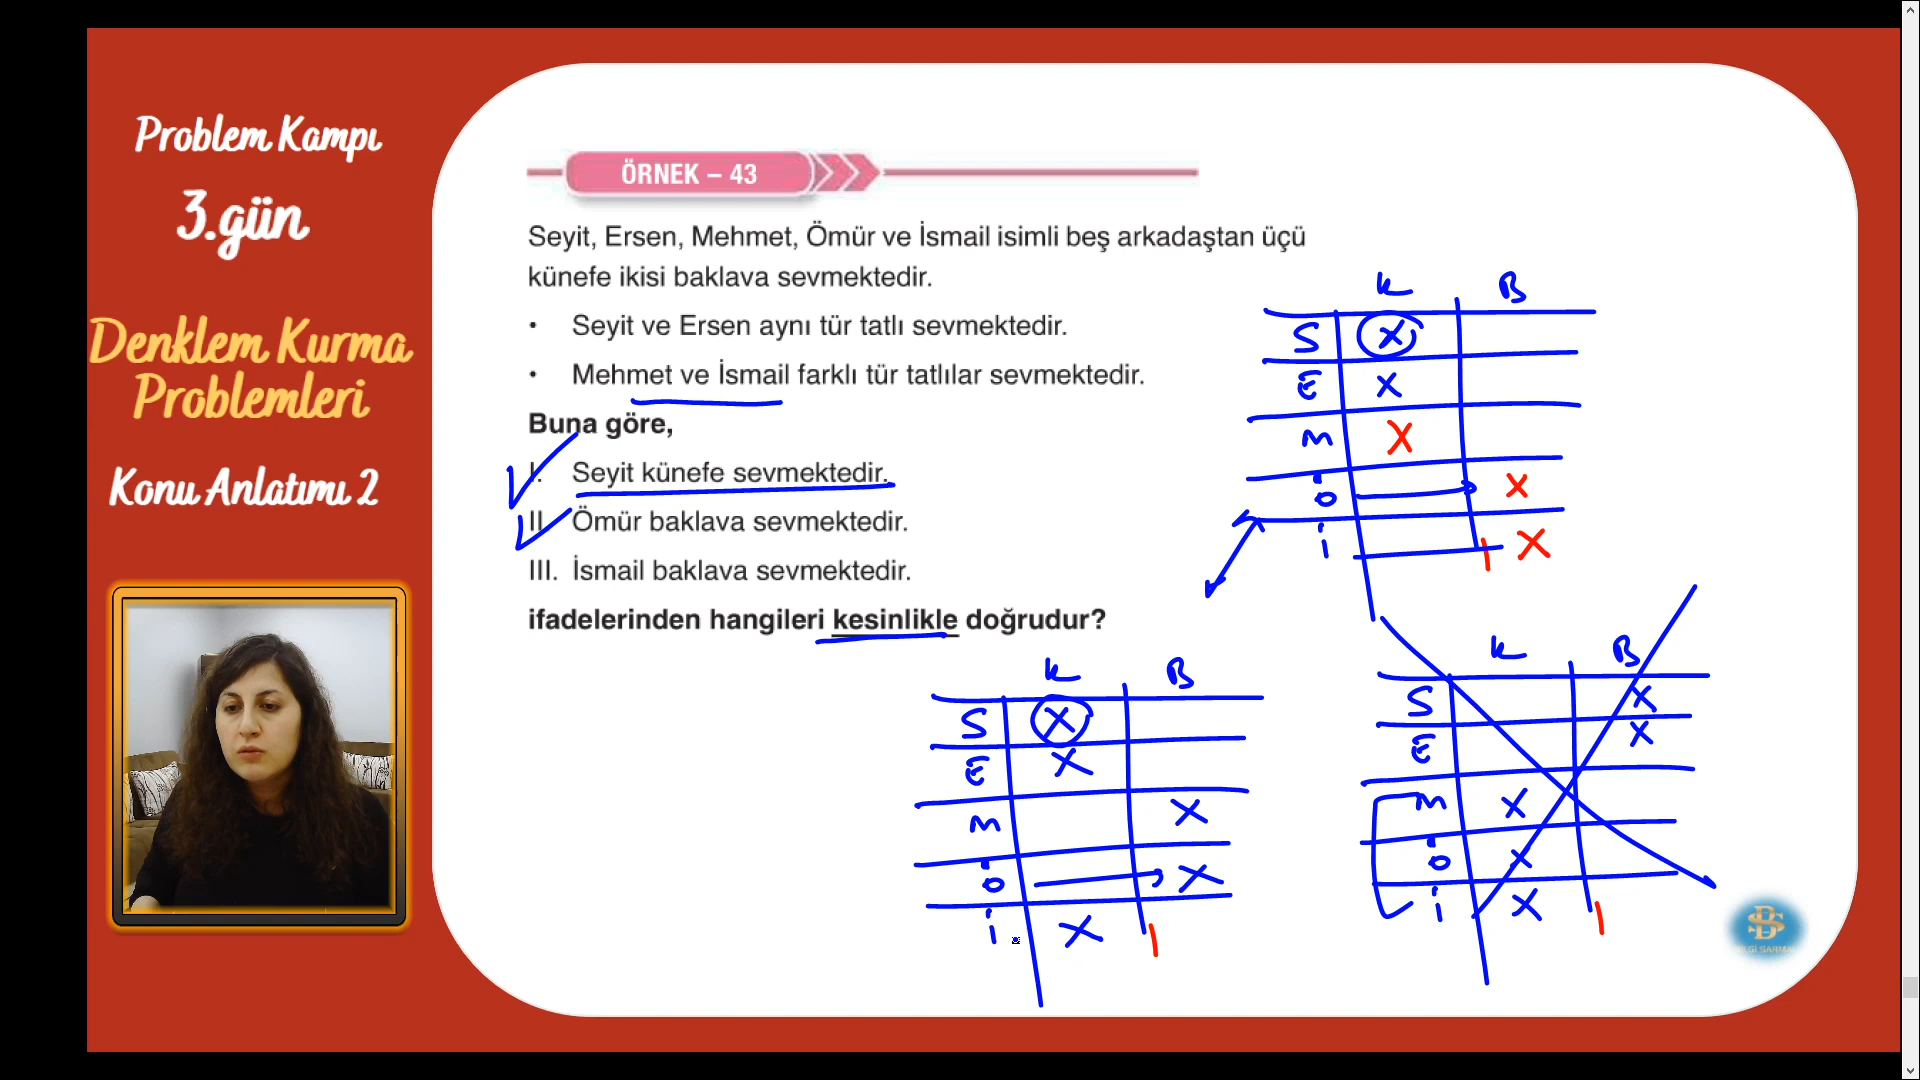 Problem Kampı
3.gün
Denklem Kurma
Problemleri
Konu Anlatımı 2
ÖRNEK – 43
Seyit, Ersen, Mehmet, Ömür ve İsmail isimli beş arkadaştan üçü
künefe ikisi baklava sevmektedir.
• Seyit ve Ersen aynı tür tatlı sevmektedir.
• Mehmet ve İsmail farklı tür tatlılar sevmektedir.
Buna göre,
I. Seyit künefe sevmektedir.
II. Ömür baklava sevmektedir.
III. İsmail baklava sevmektedir.
ifadelerinden hangileri kesinlikle doğrudur?
K B
S X
E X
M X
Ö X
İ X
K B
S X
E X
M X
Ö X
İ X
K B
S X
E X
M X
Ö X
İ X